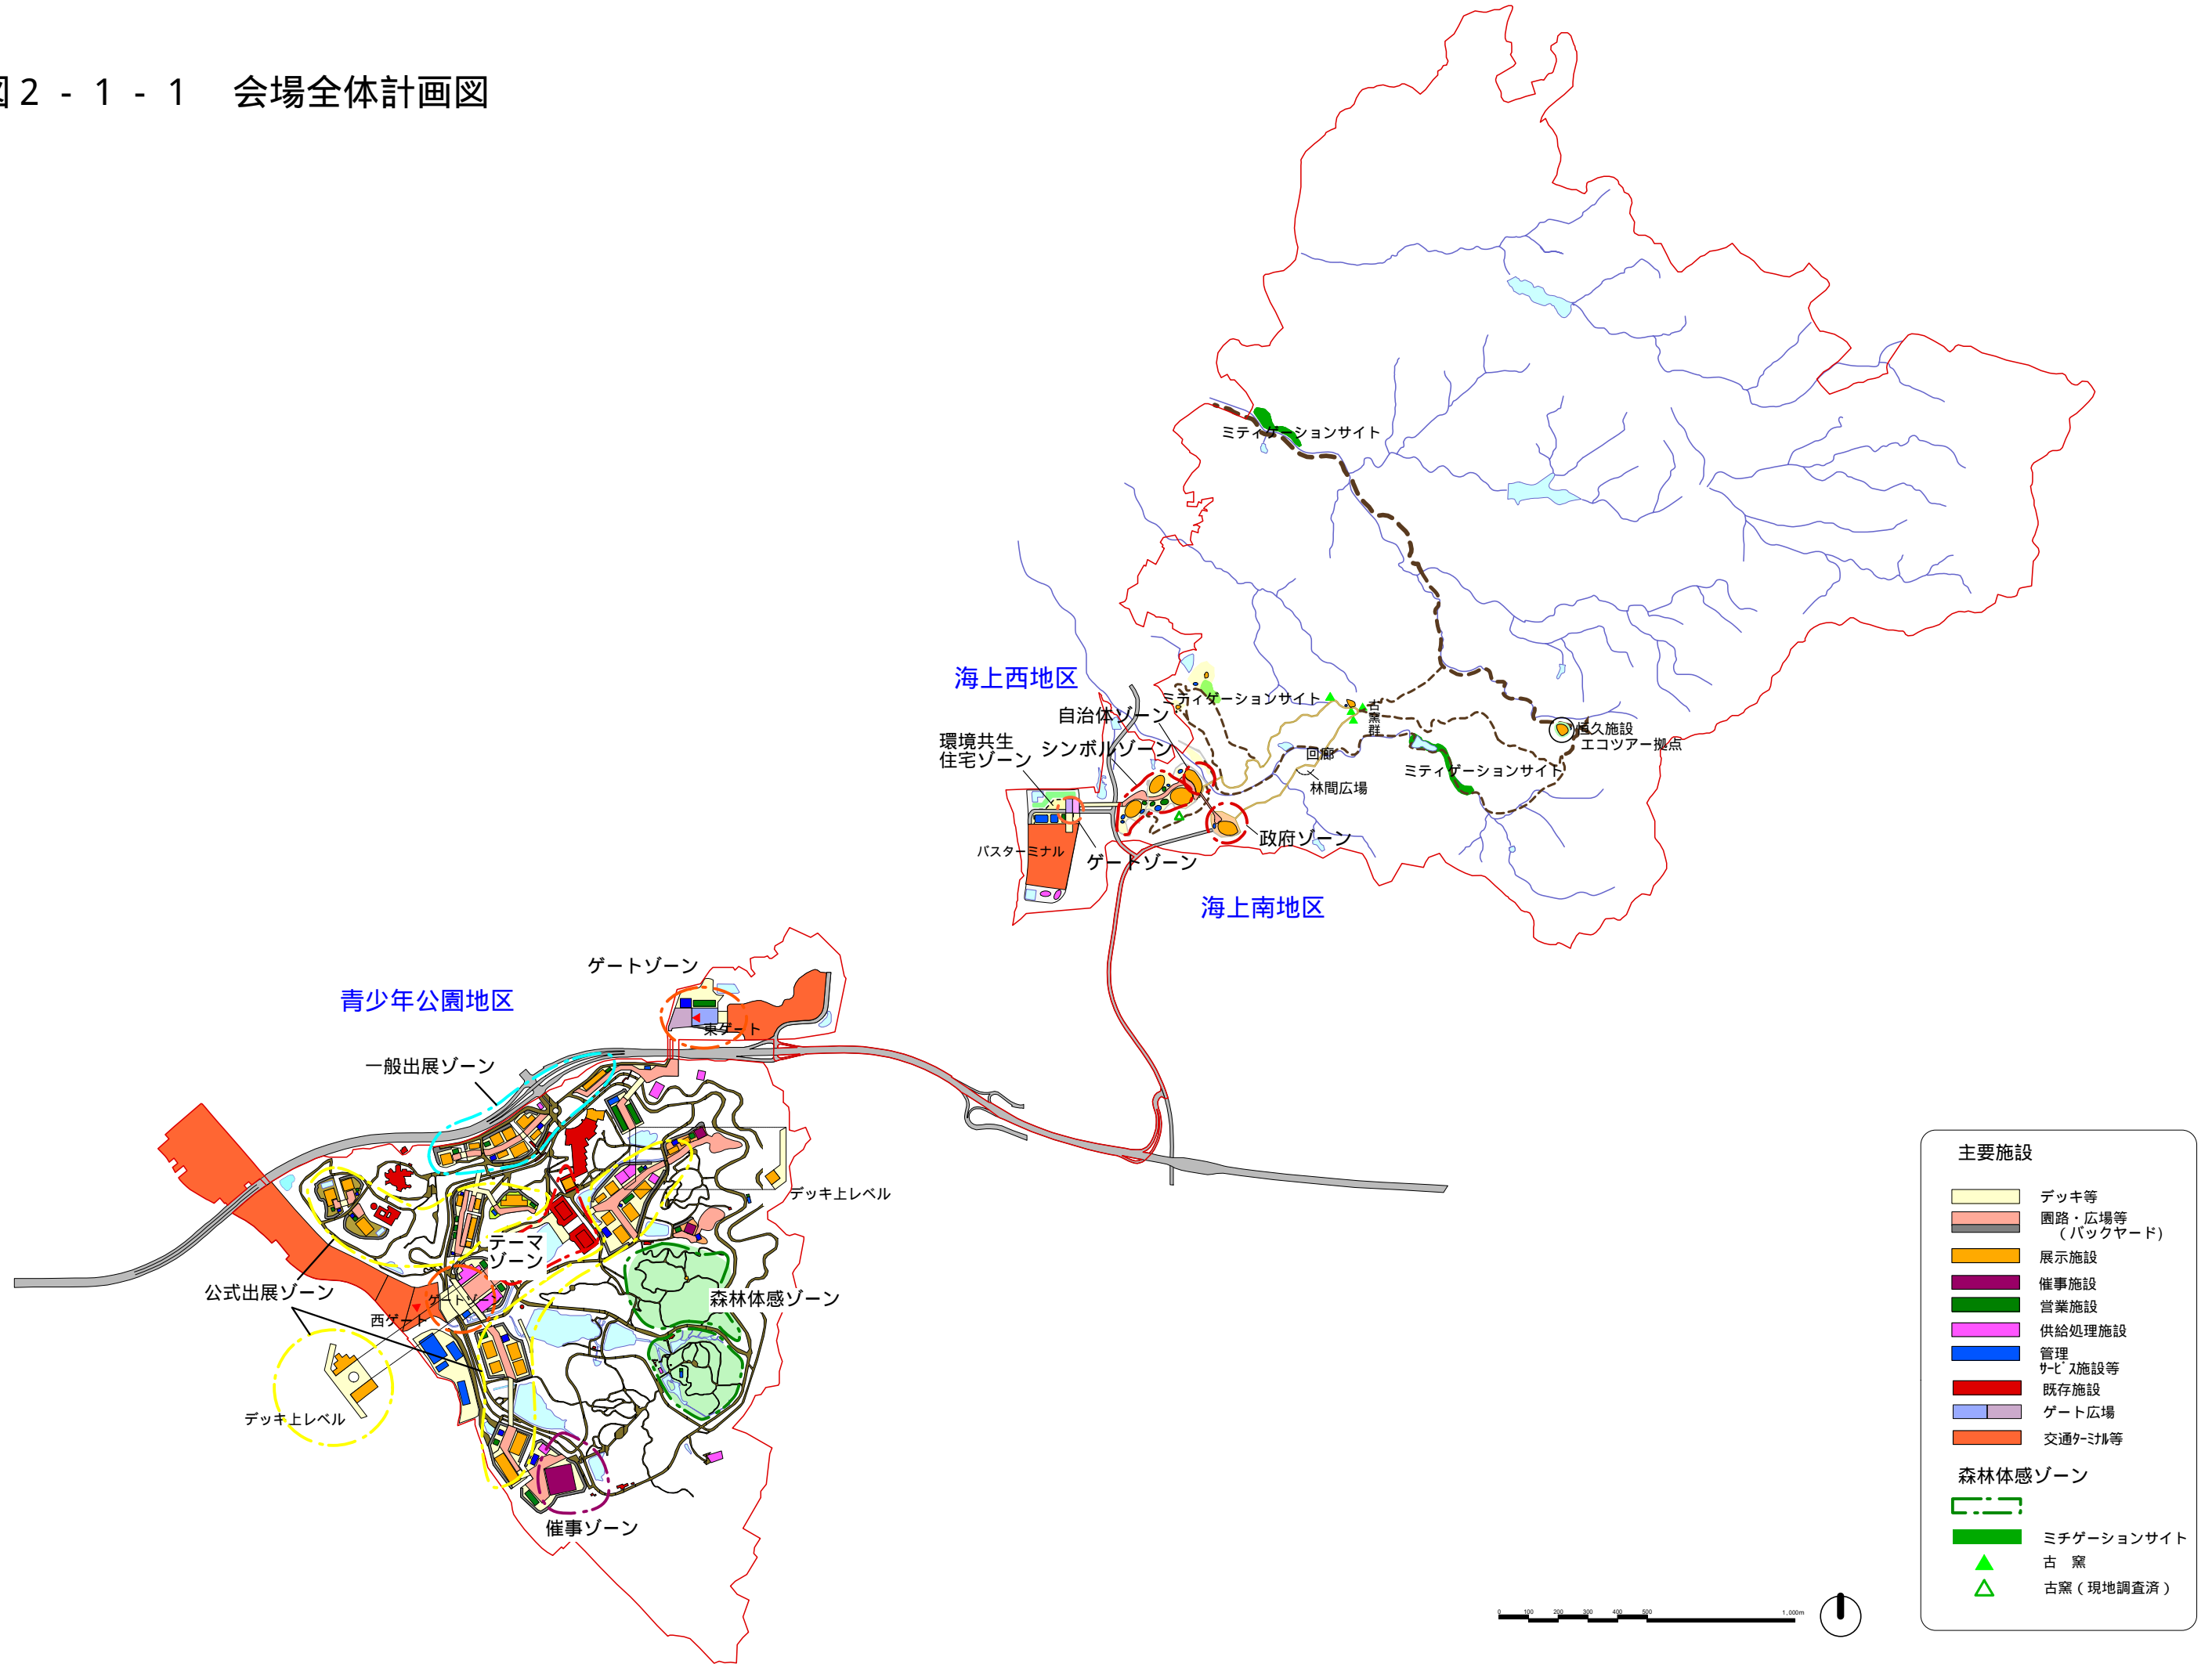 図2-1-1　会場全体計画図
ミティゲーションサイト
海上西地区
ミティゲーションサイト
自治体ゾーン
古窯群
環境共生
住宅ゾーン
シンボルゾーン
恒久施設
エコツアー拠点
回廊
ミティゲーションサイト
林間広場
バスターミナル
ゲートゾーン
政府ゾーン
海上南地区
ゲートゾーン
青少年公園地区
東ゲート
一般出展ゾーン
デッキ上レベル
テーマ
ゾーン
公式出展ゾーン
ゲートゾーン
森林体感ゾーン
西ゲート
デッキ上レベル
催事ゾーン
主要施設
デッキ等
園路・広場等
（バックヤード)
展示施設
催事施設
営業施設
供給処理施設
管理
ｻｰﾋﾞｽ施設等
既存施設
ゲート広場
交通ﾀｰﾐﾅﾙ等
森林体感ゾーン
ミチゲーションサイト
古　窯
古窯（現地調査済）
0 100 200 300 400 500 1,000m